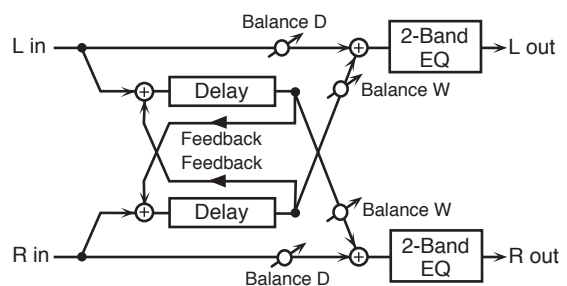 Balance D
L in
2-Band
EQ
L out
Delay
Balance W
Feedback
Feedback
Delay
Balance W
R in
2-Band
EQ
R out
Balance D